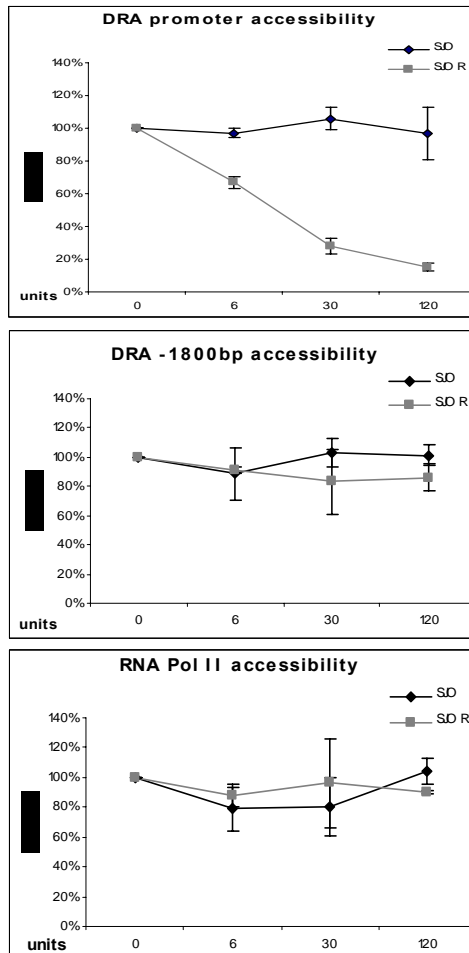 DRA promoter accessibility
SJO
SJO R
140%
120%
100%
80%
60%
40%
20%
0%
units
0 6 30 120
DRA -1800bp accessibility
SJO
SJO R
140%
120%
100%
80%
60%
40%
20%
0%
units
0 6 30 120
RNA Pol II accessibility
SJO
SJO R
140%
120%
100%
80%
60%
40%
20%
0%
units
0 6 30 120